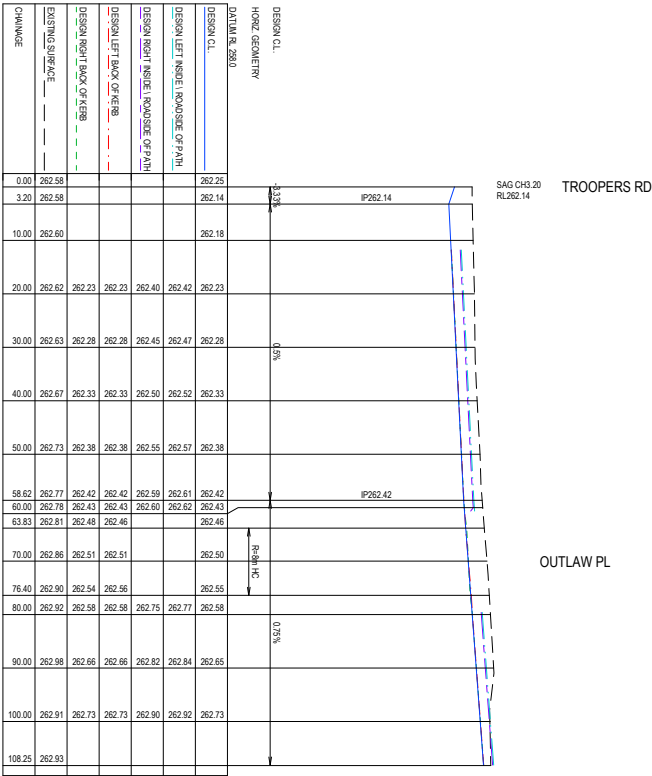 DESIGN C.L.
HORIZ. GEOMETRY
DATUM RL 258.0
DESIGN C.L.
DESIGN LEFT INSIDE \ ROADSIDE OF PATH
DESIGN RIGHT INSIDE \ ROADSIDE OF PATH
DESIGN LEFT BACK OF KERB
DESIGN RIGHT BACK OF KERB
EXISTING SURFACE
CHAINAGE
0.00 262.58 262.25
3.20 262.58 262.14
10.00 262.60 262.18
20.00 262.62 262.23 262.23 262.40 262.42 262.23
30.00 262.63 262.28 262.28 262.45 262.47 262.28
40.00 262.67 262.33 262.33 262.50 262.52 262.33
50.00 262.73 262.38 262.38 262.55 262.57 262.38
58.62 262.77 262.42 262.42 262.59 262.61 262.42
60.00 262.78 262.43 262.43 262.60 262.62 262.43
63.83 262.81 262.48 262.46 262.46
70.00 262.86 262.51 262.51 262.50
76.40 262.90 262.54 262.56 262.55
80.00 262.92 262.58 262.58 262.75 262.77 262.58
90.00 262.98 262.66 262.66 262.82 262.84 262.65
100.00 262.91 262.73 262.73 262.90 262.92 262.73
108.25 262.93
-3.33%
0.5%
R=8m HC
0.75%
IP262.14
IP262.42
SAG CH3.20
RL262.14
TROOPERS RD
OUTLAW PL